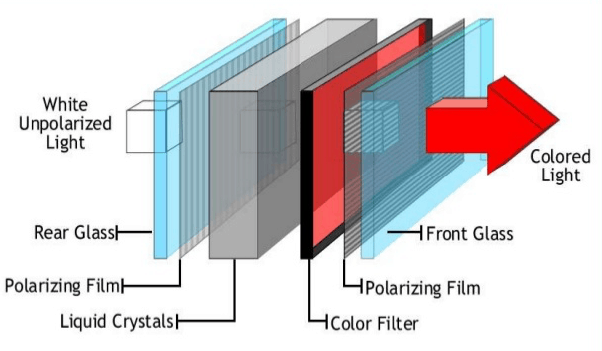 White
Unpolarized
Light
Colored
Light
Rear Glass
Front Glass
Polarizing Film
Polarizing Film
Liquid Crystals
Color Filter